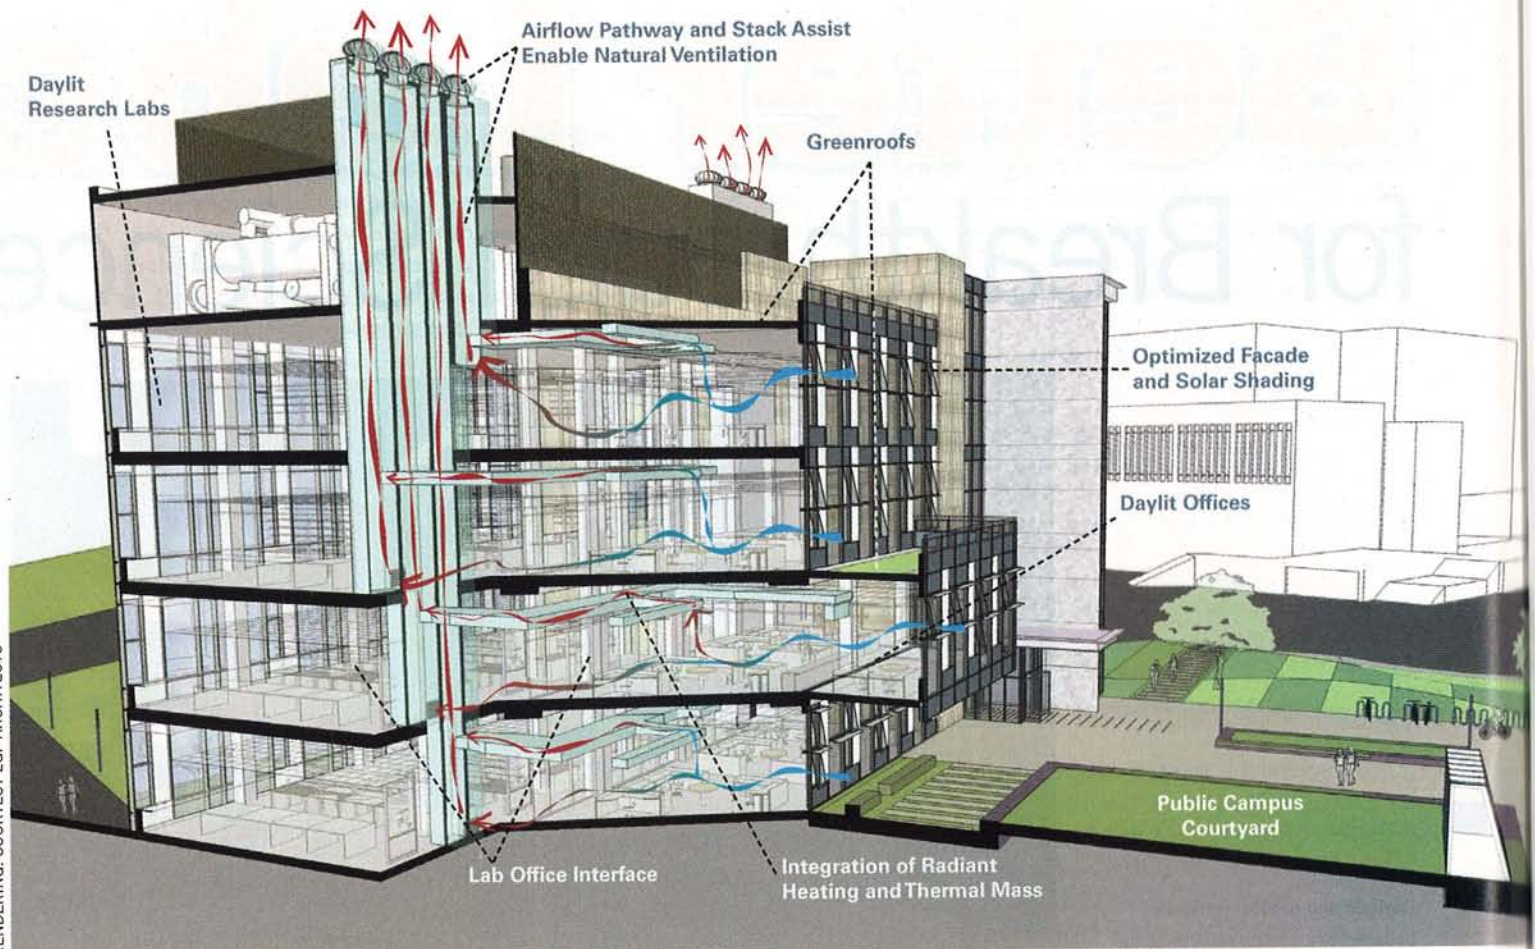 Airflow Pathway and Stack Assist
Enable Natural Ventilation
Daylit
Research Labs
Greenroofs
Optimized Facade
and Solar Shading
Daylit Offices
Public Campus
Courtyard
Lab Office Interface
Integration of Radiant
Heating and Thermal Mass